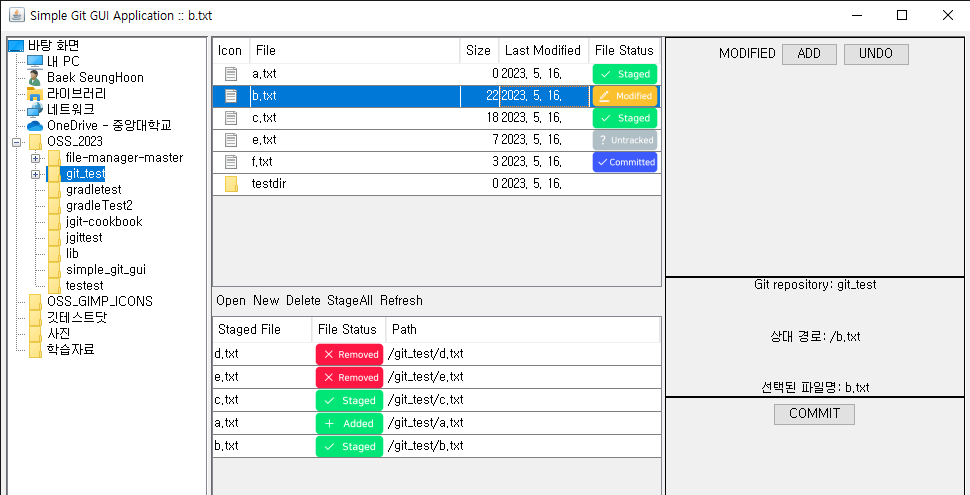 Simple Git GUI Application :: b.txt
바탕 화면
내 PC
Baek SeungHoon
라이브러리
네트워크
OneDrive - 중앙대학교
OSS_2023
file-manager-master
git_test
gradletest
gradleTest2
jgit-cookbook
jgittest
lib
simple_git_gui
testest
OSS_GIMP_ICONS
깃테스트닷
사진
학습자료
Icon File Size Last Modified File Status
a.txt 0 2023. 5. 16. Staged
b.txt 22 2023. 5. 16. Modified
c.txt 18 2023. 5. 16. Staged
e.txt 7 2023. 5. 16. ? Untracked
f.txt 3 2023. 5. 16. Committed
testdir 0 2023. 5. 16.
Open New Delete StageAll Refresh
Staged File File Status Path
d.txt Removed /git_test/d.txt
e.txt Removed /git_test/e.txt
c.txt Staged /git_test/c.txt
a.txt + Added /git_test/a.txt
b.txt Staged /git_test/b.txt
MODIFIED ADD UNDO
Git repository: git_test
상대 경로: /b.txt
선택된 파일명: b.txt
COMMIT